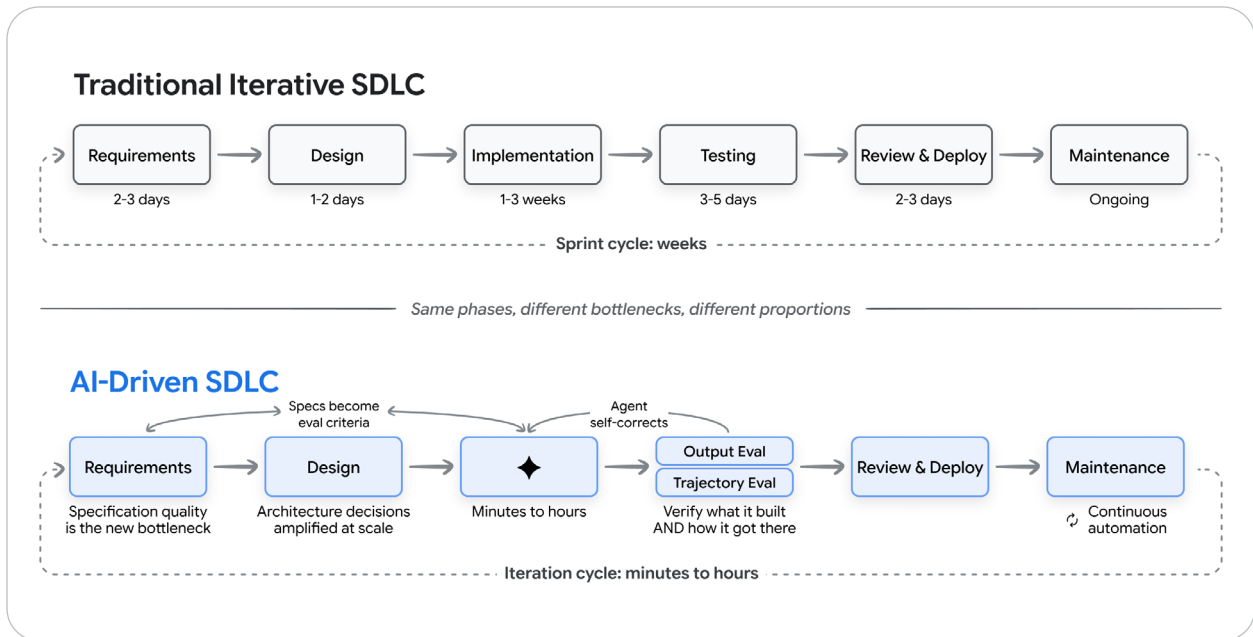 Traditional Iterative SDLC
Requirements
Design
Implementation
Testing
Review & Deploy
Maintenance
2-3 days
1-2 days
1-3 weeks
3-5 days
2-3 days
Ongoing
Sprint cycle: weeks
Same phases, different bottlenecks, different proportions
AI-Driven SDLC
Specs become
eval criteria
Agent
self-corrects
Requirements
Design
Output Eval
Trajectory Eval
Review & Deploy
Maintenance
Specification quality
is the new bottleneck
Architecture decisions
amplified at scale
Minutes to hours
Verify what it built
AND how it got there
Continuous
automation
Iteration cycle: minutes to hours